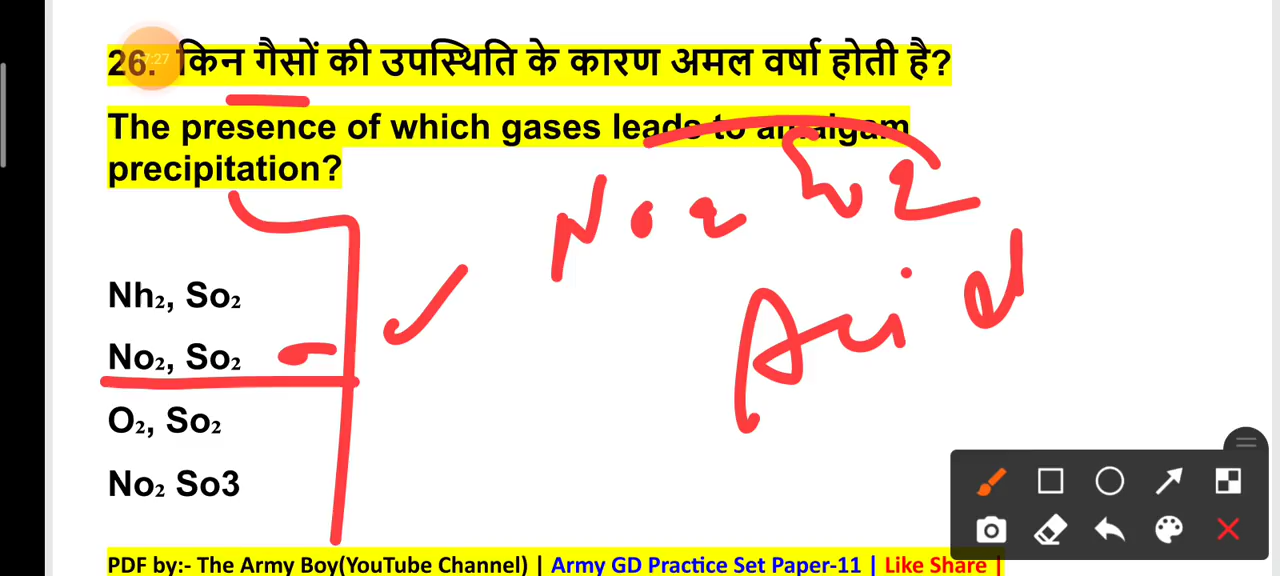 26. किन गैसों की उपस्थिति के कारण अमल वर्षा होती है?
The presence of which gases leads to amalgam
precipitation?
No2 So2
Acid
Nh₂, So₂
No₂, So₂
O₂, So₂
No₂ So3
PDF by:- The Army Boy(YouTube Channel) | Army GD Practice Set Paper-11 | Like Share |